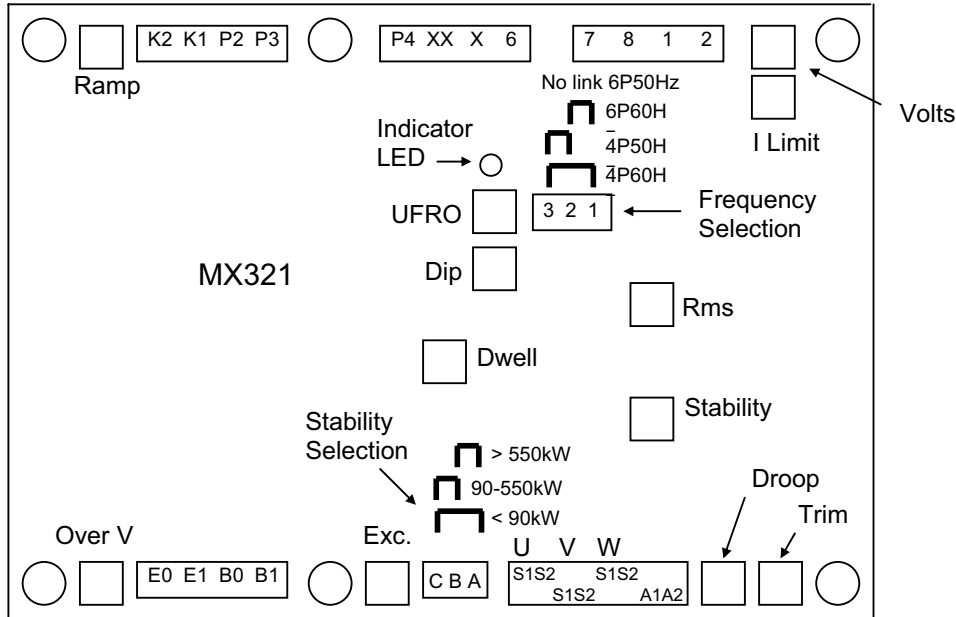 K2 K1 P2 P3
P4 XX X 6
7 8 1 2
Ramp
No link 6P50Hz
6P60H
4P50H
4P60H
Volts
I Limit
Indicator
LED
UFRO
3 2 1
Frequency
Selection
Dip
MX321
Rms
Dwell
Stability
Stability
Selection
> 550kW
90-550kW
< 90kW
Droop
Trim
Over V
Exc.
U V W
E0 E1 B0 B1
C B A
S1S2 S1S2
S1S2 A1A2